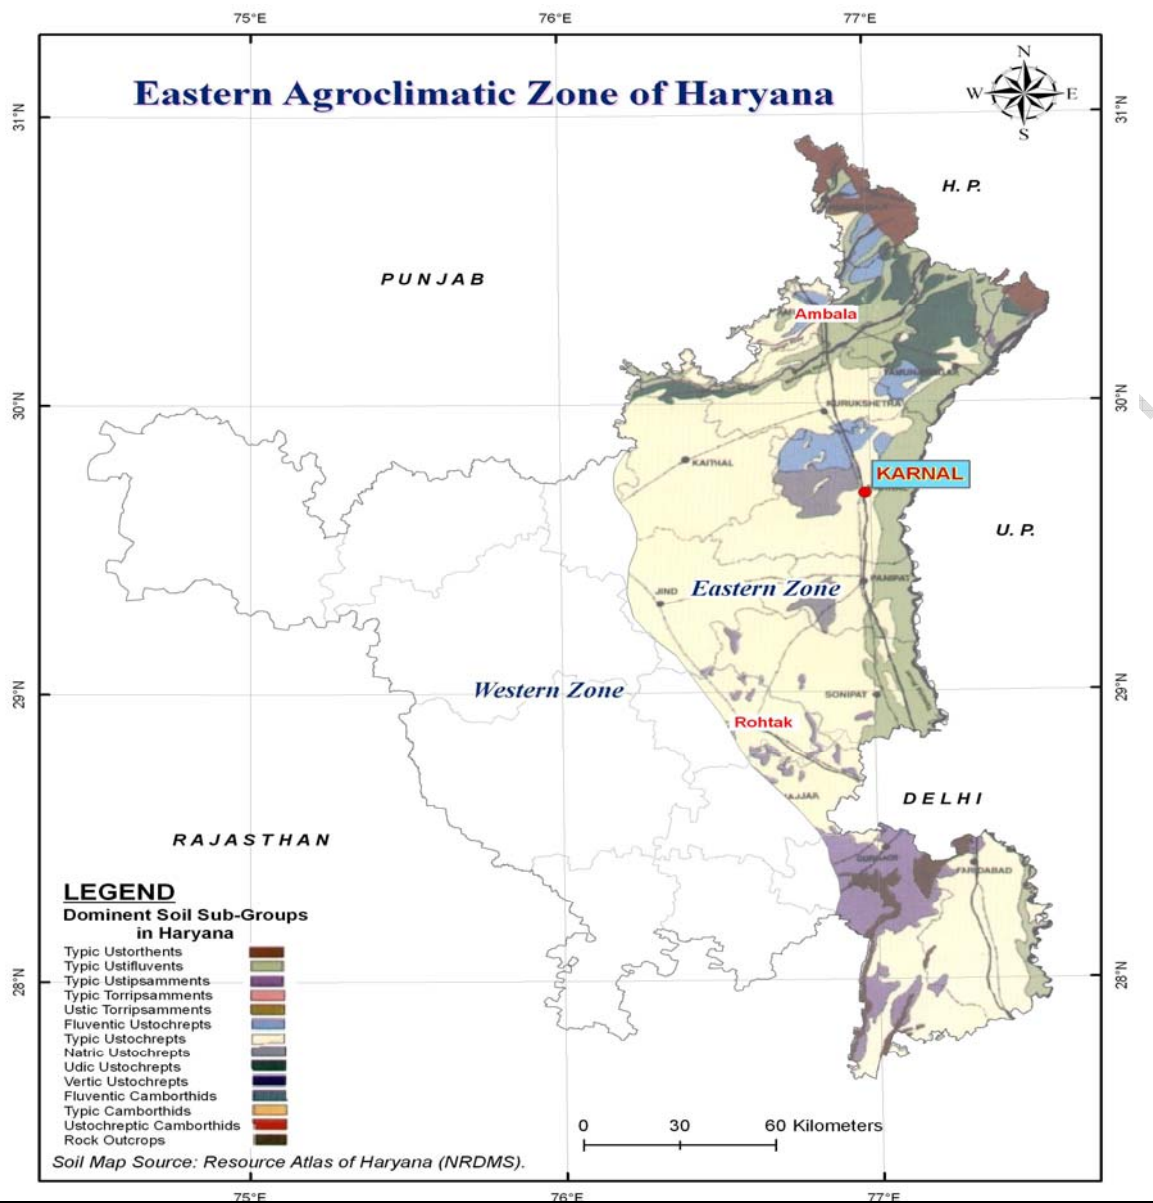 75°E 76°E 77°E
Eastern Agroclimatic Zone of Haryana
N
W E
S
31°N 31°N
H. P.
PUNJAB
Ambala
YAMUNANAGAR
30°N 30°N
KURUKSHETRA
KAITHAL
KARNAL
U. P.
PANIPAT
Eastern Zone
JIND
29°N 29°N
Western Zone
SONIPAT
Rohtak
JHAJJAR
DELHI
RAJASTHAN
GURGAON
FARIDABAD
LEGEND
Dominent Soil Sub-Groups
in Haryana
Typic Ustorthents
Typic Ustifluvents
Typic Ustipsamments
Typic Torripsamments
Ustic Torripsamments
Fluventic Ustochrepts
Typic Ustochrepts
Natric Ustochrepts
Udic Ustochrepts
Vertic Ustochrepts
Fluventic Camborthids
Typic Camborthids
Ustochreptic Camborthids
Rock Outcrops
28°N 28°N
0 30 60 Kilometers
Soil Map Source: Resource Atlas of Haryana (NRDMS).
75°E 76°E 77°E